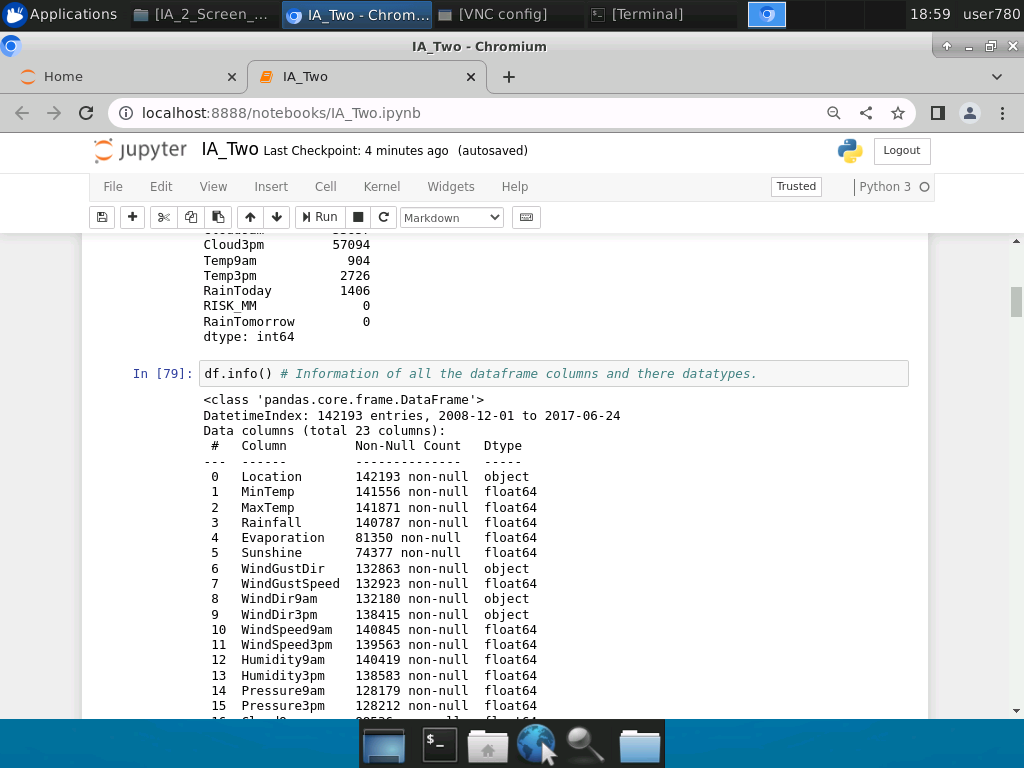 Applications [IA_2_Screen_... IA_Two - Chrom... [VNC config] [Terminal] 18:59 user780
IA_Two - Chromium
Home IA_Two
localhost:8888/notebooks/IA_Two.ipynb
jupyter IA_Two Last Checkpoint: 4 minutes ago (autosaved) Logout
File Edit View Insert Cell Kernel Widgets Help Trusted Python 3
Run Markdown
Cloud3pm 57094
Temp9am 904
Temp3pm 2726
RainToday 1406
RISK_MM 0
RainTomorrow 0
dtype: int64
In [79]: df.info() # Information of all the dataframe columns and there datatypes.
<class 'pandas.core.frame.DataFrame'>
DatetimeIndex: 142193 entries, 2008-12-01 to 2017-06-24
Data columns (total 23 columns):
# Column Non-Null Count Dtype
--- ------ -------------- -----
0 Location 142193 non-null object
1 MinTemp 141556 non-null float64
2 MaxTemp 141871 non-null float64
3 Rainfall 140787 non-null float64
4 Evaporation 81350 non-null float64
5 Sunshine 74377 non-null float64
6 WindGustDir 132863 non-null object
7 WindGustSpeed 132923 non-null float64
8 WindDir9am 132180 non-null object
9 WindDir3pm 138415 non-null object
10 WindSpeed9am 140845 non-null float64
11 WindSpeed3pm 139563 non-null float64
12 Humidity9am 140419 non-null float64
13 Humidity3pm 138583 non-null float64
14 Pressure9am 128179 non-null float64
15 Pressure3pm 128212 non-null float64
$_